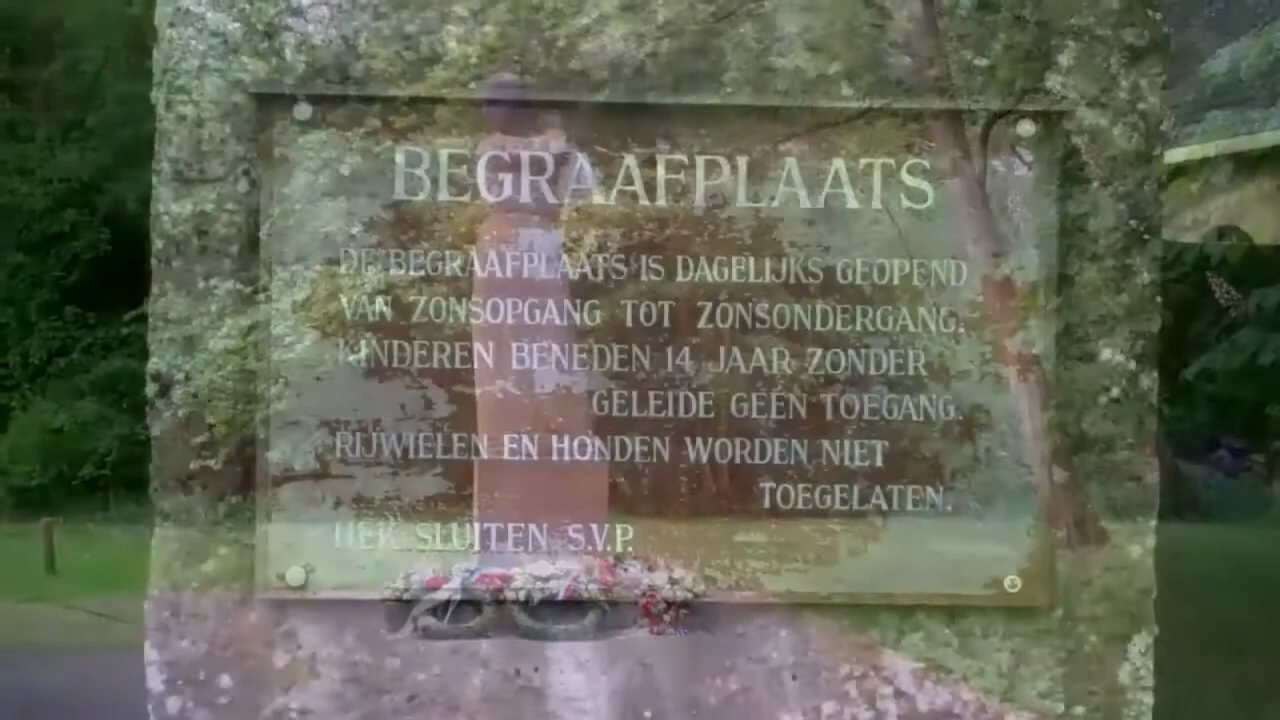 BEGRAAFPLAATS
DE BEGRAAFPLAATS IS DAGELIJKS GEOPEND
VAN ZONSOPGANG TOT ZONSONDERGANG.
KINDEREN BENEDEN 14 JAAR ZONDER
GELEIDE GEEN TOEGANG.
RIJWIELEN EN HONDEN WORDEN NIET
TOEGELATEN.
HEK SLUITEN S.V.P.